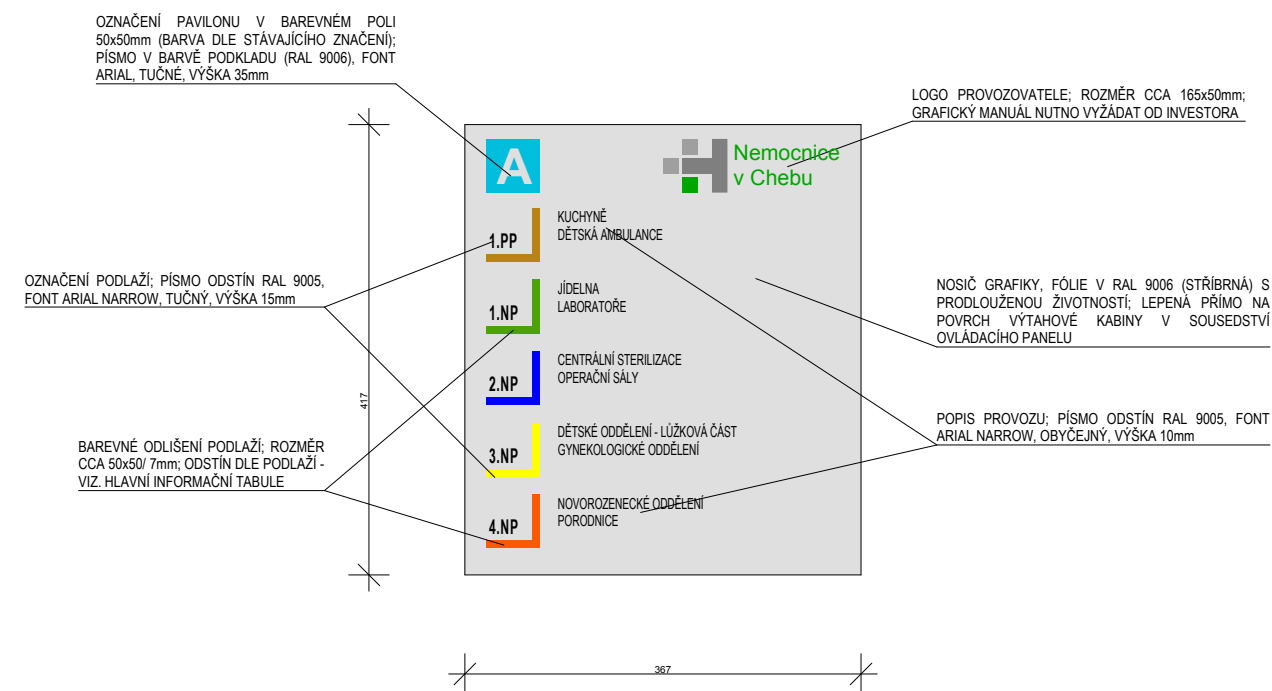 OZNAČENÍ PAVILONU V BAREVNÉM POLI
50x50mm (BARVA DLE STÁVAJÍCÍHO ZNAČENÍ);
PÍSMO V BARVĚ PODKLADU (RAL 9006), FONT
ARIAL, TUČNÉ, VÝŠKA 35mm
LOGO PROVOZOVATELE; ROZMĚR CCA 165x50mm;
GRAFICKÝ MANUÁL NUTNO VYŽÁDAT OD INVESTORA
A
Nemocnice
v Chebu
1.PP
KUCHYNĚ
DĚTSKÁ AMBULANCE
OZNAČENÍ PODLAŽÍ; PÍSMO ODSTÍN RAL 9005,
FONT ARIAL NARROW, TUČNÝ, VÝŠKA 15mm
1.NP
JÍDELNA
LABORATOŘE
NOSIČ GRAFIKY, FÓLIE V RAL 9006 (STŘÍBRNÁ) S
PRODLOUŽENOU ŽIVOTNOSTÍ; LEPENÁ PŘÍMO NA
POVRCH VÝTAHOVÉ KABINY V SOUSEDSTVÍ
OVLÁDACÍHO PANELU
2.NP
CENTRÁLNÍ STERILIZACE
OPERAČNÍ SÁLY
417
BAREVNÉ ODLIŠENÍ PODLAŽÍ; ROZMĚR
CCA 50x50/ 7mm; ODSTÍN DLE PODLAŽÍ -
VIZ. HLAVNÍ INFORMAČNÍ TABULE
3.NP
DĚTSKÉ ODDĚLENÍ - LŮŽKOVÁ ČÁST
GYNEKOLOGICKÉ ODDĚLENÍ
POPIS PROVOZU; PÍSMO ODSTÍN RAL 9005, FONT
ARIAL NARROW, OBYČEJNÝ, VÝŠKA 10mm
4.NP
NOVOROZENECKÉ ODDĚLENÍ
PORODNICE
367